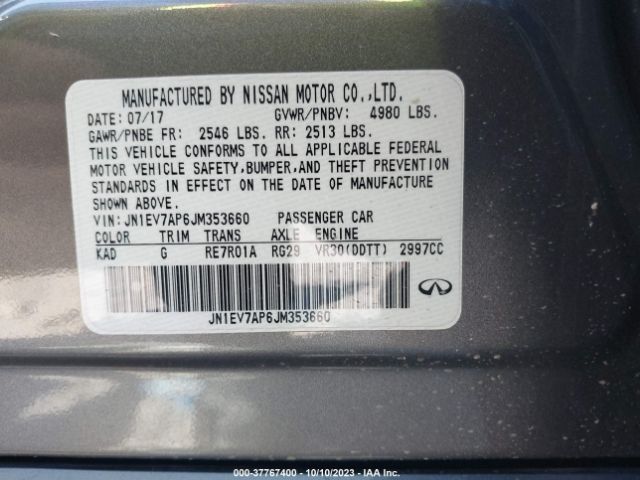 MANUFACTURED BY NISSAN MOTOR CO.,LTD.
DATE: 07/17 GVWR/PNBV: 4980 LBS.
GAWR/PNBE FR: 2546 LBS. RR: 2513 LBS.
THIS VEHICLE CONFORMS TO ALL APPLICABLE FEDERAL
MOTOR VEHICLE SAFETY,BUMPER,AND THEFT PREVENTION
STANDARDS IN EFFECT ON THE DATE OF MANUFACTURE
SHOWN ABOVE.
VIN: JN1EV7AP6JM353660 PASSENGER CAR
COLOR TRIM TRANS AXLE ENGINE
KAD G RE7R01A RG29 VR30(DDTT) 2997CC
JN1EV7AP6JM353660
000-37767400 - 10/10/2023 - IAA Inc.